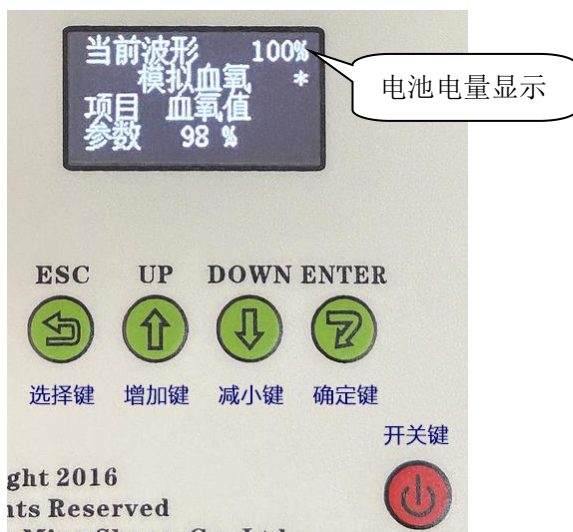 当前波形 100%
模拟血氧 *
项目 血氧值
参数 98 %
电池电量显示
ESC UP DOWN ENTER
选择键 增加键 减小键 确定键
开关键
ght 2016
nts Reserved